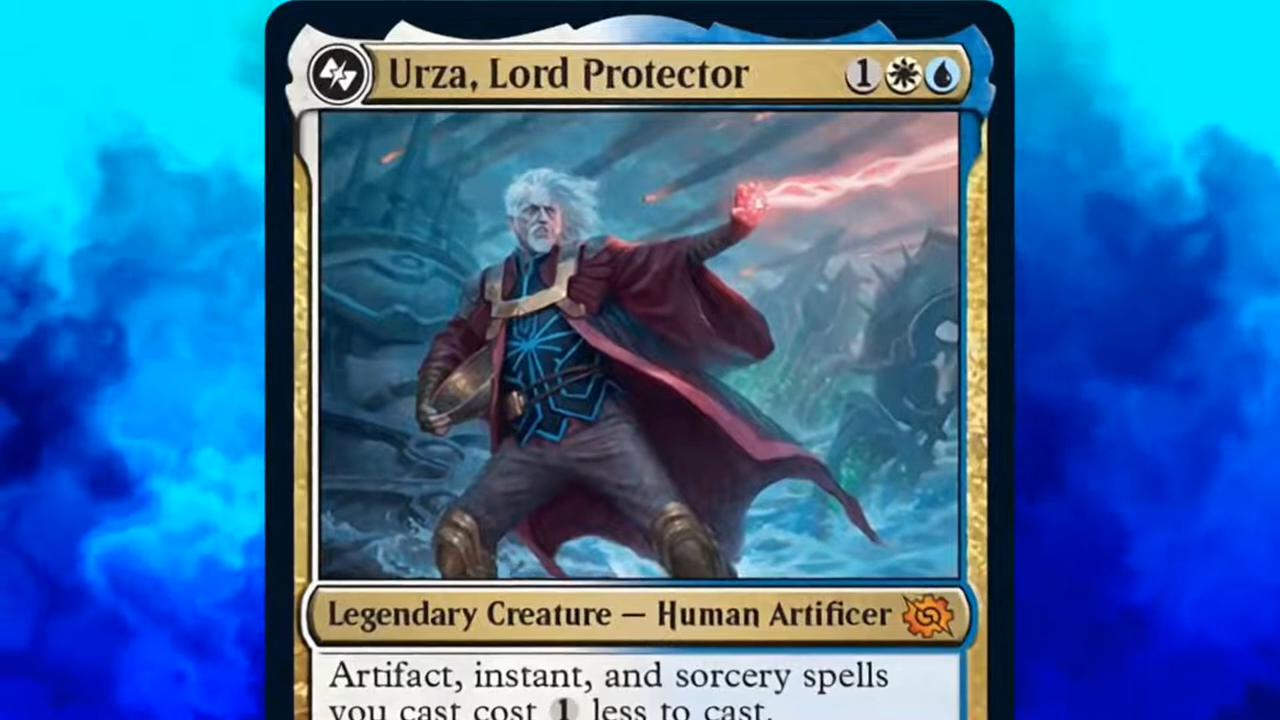 Urza, Lord Protector 1
Legendary Creature — Human Artificer
Artifact, instant, and sorcery spells
you cast cost 1 less to cast.